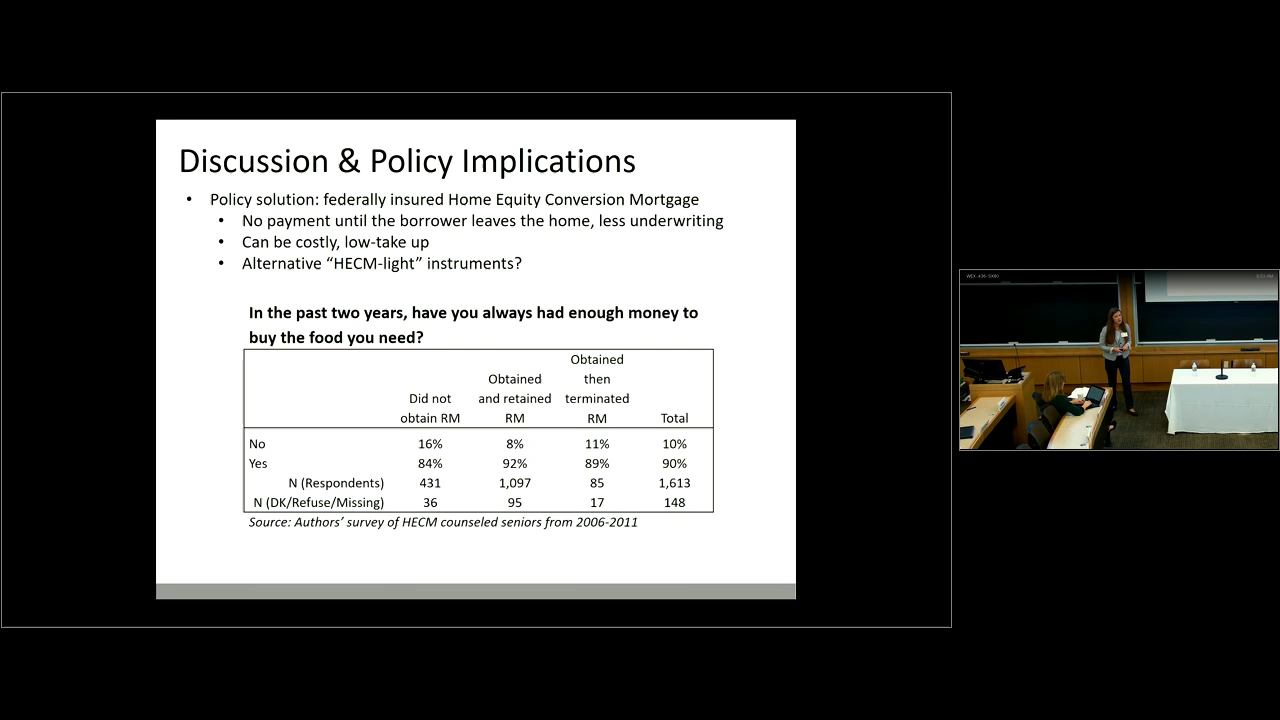 Discussion & Policy Implications
• Policy solution: federally insured Home Equity Conversion Mortgage
• No payment until the borrower leaves the home, less underwriting
• Can be costly, low-take up
• Alternative “HECM-light” instruments?
In the past two years, have you always had enough money to
buy the food you need?
Did not obtain RM Obtained and retained RM Obtained then terminated RM Total
No 16% 8% 11% 10%
Yes 84% 92% 89% 90%
N (Respondents) 431 1,097 85 1,613
N (DK/Refuse/Missing) 36 95 17 148
Source: Authors’ survey of HECM counseled seniors from 2006-2011